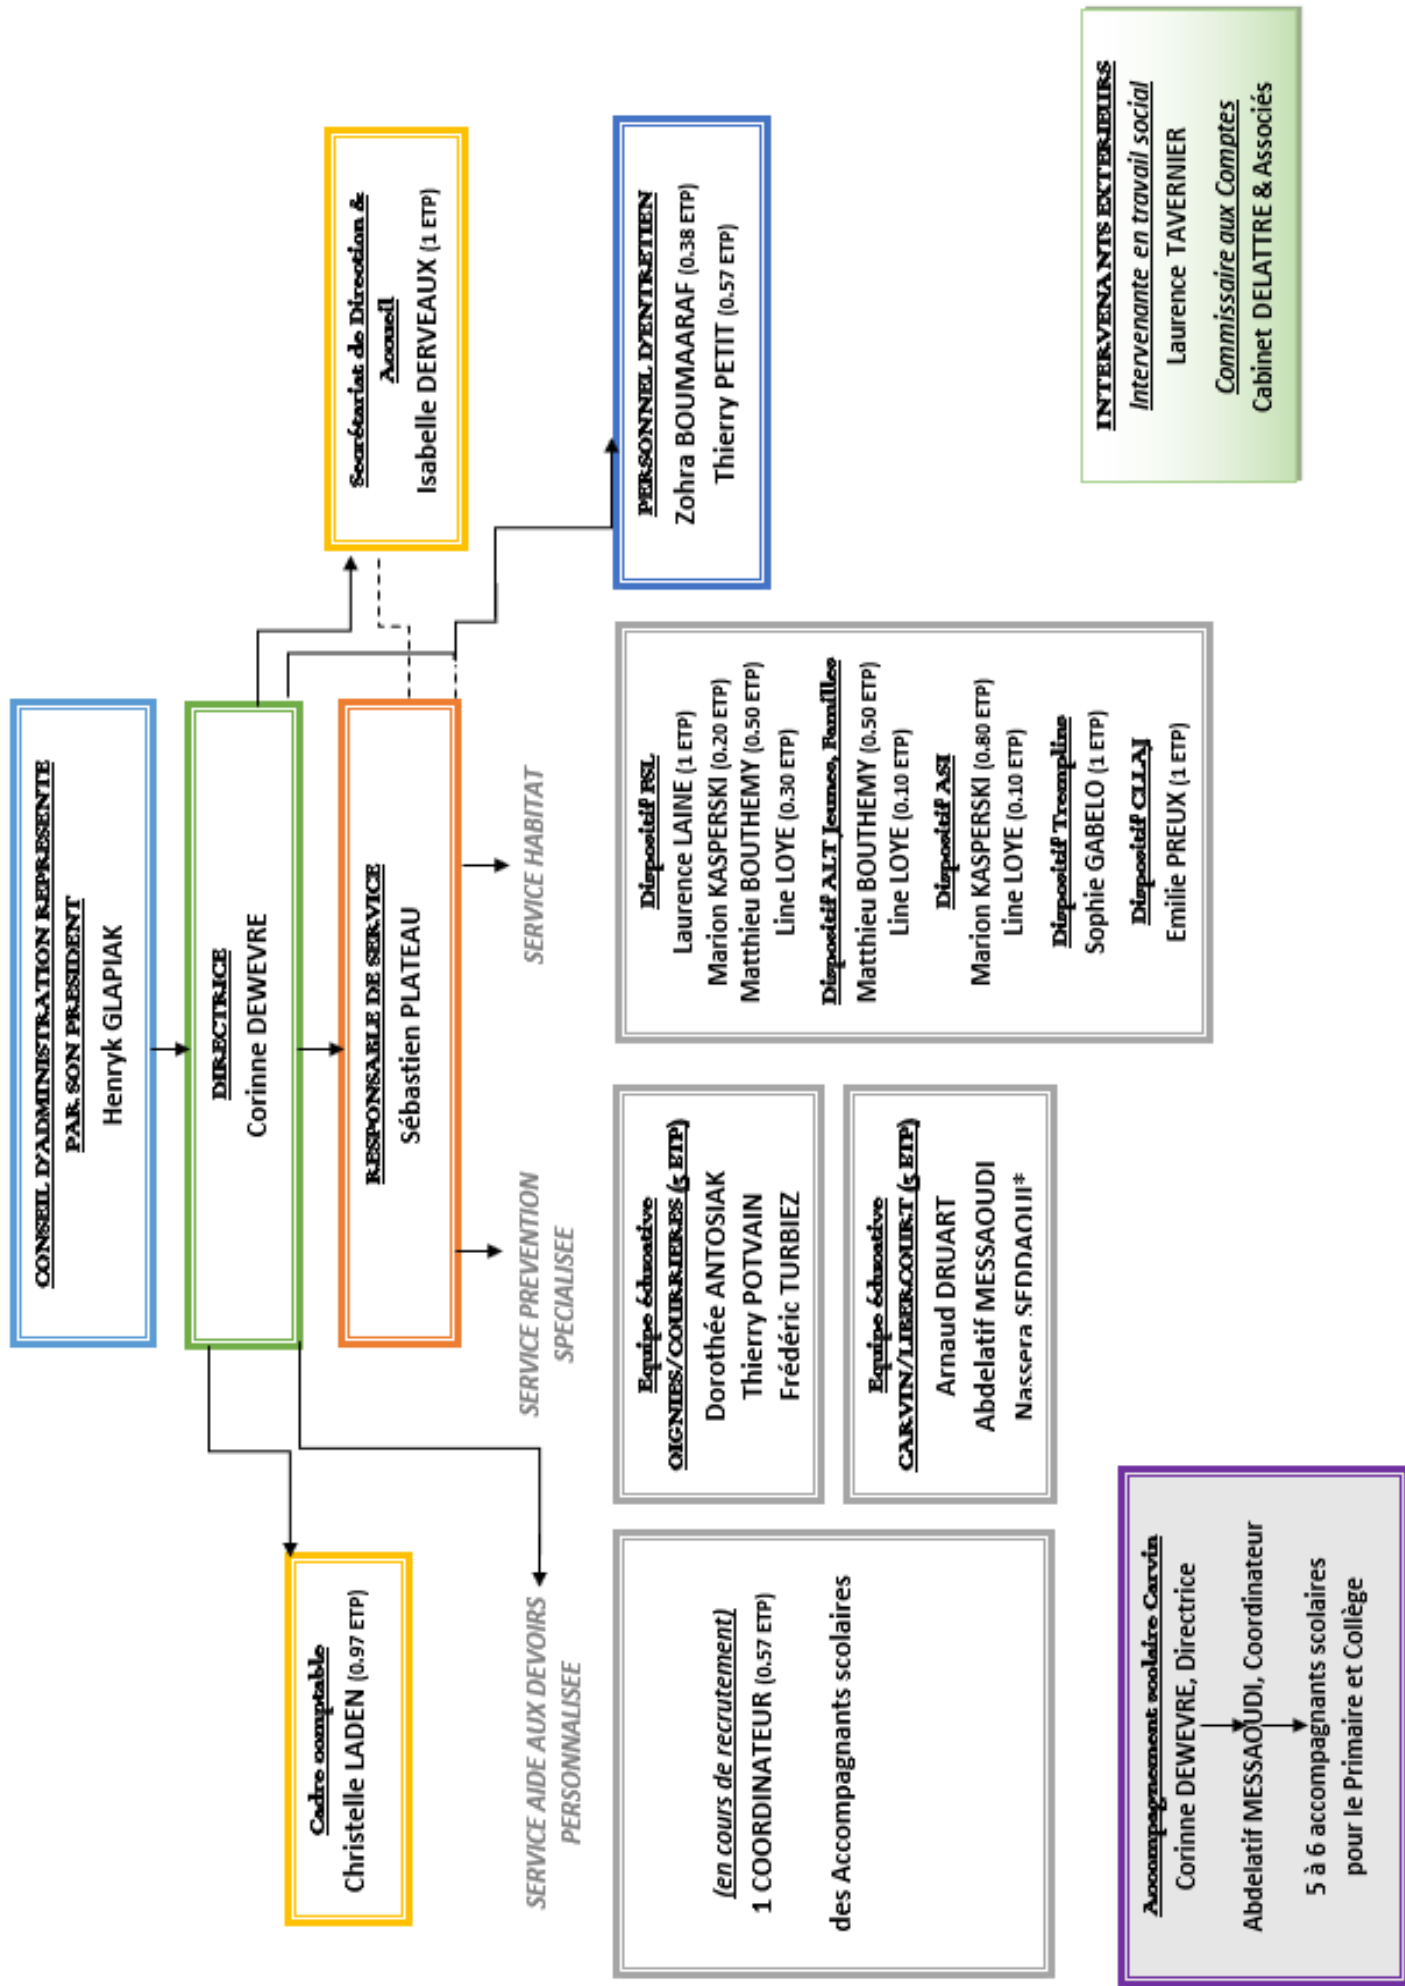 CONSEIL D'ADMINISTRATION REPRESENTE
PAR SON PRESIDENT
Henryk GLAPIAK
DIRECTRICE
Corinne DEWEVRE
Cadre comptable
Christelle LADEN (0.97 ETP)
RESPONSABLE DE SERVICE
Sébastien PLATEAU
Secrétariat de Direction &
Accueil
Isabelle DERVEAUX (1 ETP)
SERVICE AIDE AUX DEVOIRS
PERSONNALISEE
SERVICE PREVENTION
SPECIALISEE
SERVICE HABITAT
(en cours de recrutement)
1 COORDINATEUR (0.57 ETP)
des Accompagnants scolaires
Equipe éducative
OIGNIES/COURRIERES (5 ETP)
Dorothée ANTOSIAK
Thierry POTVAIN
Frédéric TURBIEZ
Equipe éducative
CARVIN/LIBERCOURT (5 ETP)
Arnaud DRUART
Abdelatif MESSAOUDI
Nassera SEDDAOUI*
Dispositif FSL
Laurence LAINE (1 ETP)
Marion KASPERSKI (0.20 ETP)
Matthieu BOUTHEMY (0.50 ETP)
Line LOYE (0.30 ETP)
Dispositif ALT Jeunes, Familles
Matthieu BOUTHEMY (0.50 ETP)
Line LOYE (0.10 ETP)
Dispositif ASI
Marion KASPERSKI (0.80 ETP)
Line LOYE (0.10 ETP)
Dispositif Tremplins
Sophie GABELO (1 ETP)
Dispositif CLLAJ
Emilie PREUX (1 ETP)
PERSONNEL D'ENTRETIEN
Zohra BOUMAARAF (0.38 ETP)
Thierry PETIT (0.57 ETP)
Accompagnement scolaire Carvin
Corinne DEWEVRE, Directrice
Abdelatif MESSAOUDI, Coordinateur
5 à 6 accompagnants scolaires
pour le Primaire et Collège
INTERVENANTS EXTERIEURS
Intervenante en travail social
Laurence TAVERNIER
Commissaire aux Comptes
Cabinet DELATTRE & Associés